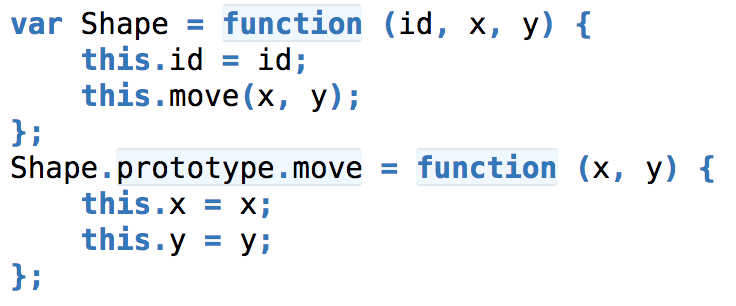 var Shape = function (id, x, y) {
    this.id = id;
    this.move(x, y);
};
Shape.prototype.move = function (x, y) {
    this.x = x;
    this.y = y;
};